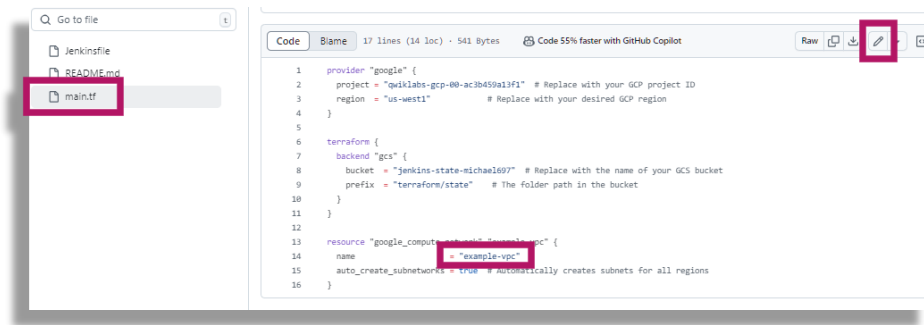 Go to file
t
Jenkinsfile
README.md
main.tf
Code Blame 17 lines (14 loc) · 541 Bytes Code 55% faster with GitHub Copilot Raw
1 provider "google" {
2 project = "qwiklabs-gcp-00-ac3b459a13f1" # Replace with your GCP project ID
3 region = "us-west1" # Replace with your desired GCP region
4 }
5
6 terraform {
7 backend "gcs" {
8 bucket = "jenkins-state-michael697" # Replace with the name of your GCS bucket
9 prefix = "terraform/state" # The folder path in the bucket
10 }
11 }
12
13 resource "google_compute_network" "example-vpc" {
14 name = "example-vpc"
15 auto_create_subnetworks = true # Automatically creates subnets for all regions
16 }